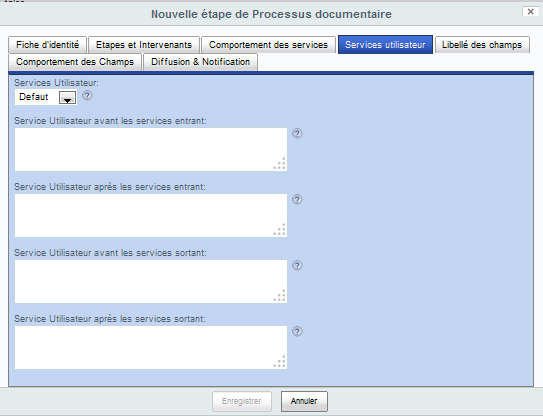 Nouvelle étape de Processus documentaire
Fiche d'identité Etapes et Intervenants Comportement des services Services utilisateur Libellé des champs
Comportement des Champs Diffusion & Notification
Services Utilisateur:
Defaut ?
Service Utilisateur avant les services entrant:
?
Service Utilisateur après les services entrant:
?
Service Utilisateur avant les services sortant:
?
Service Utilisateur après les services sortant:
?
Enregistrer Annuler